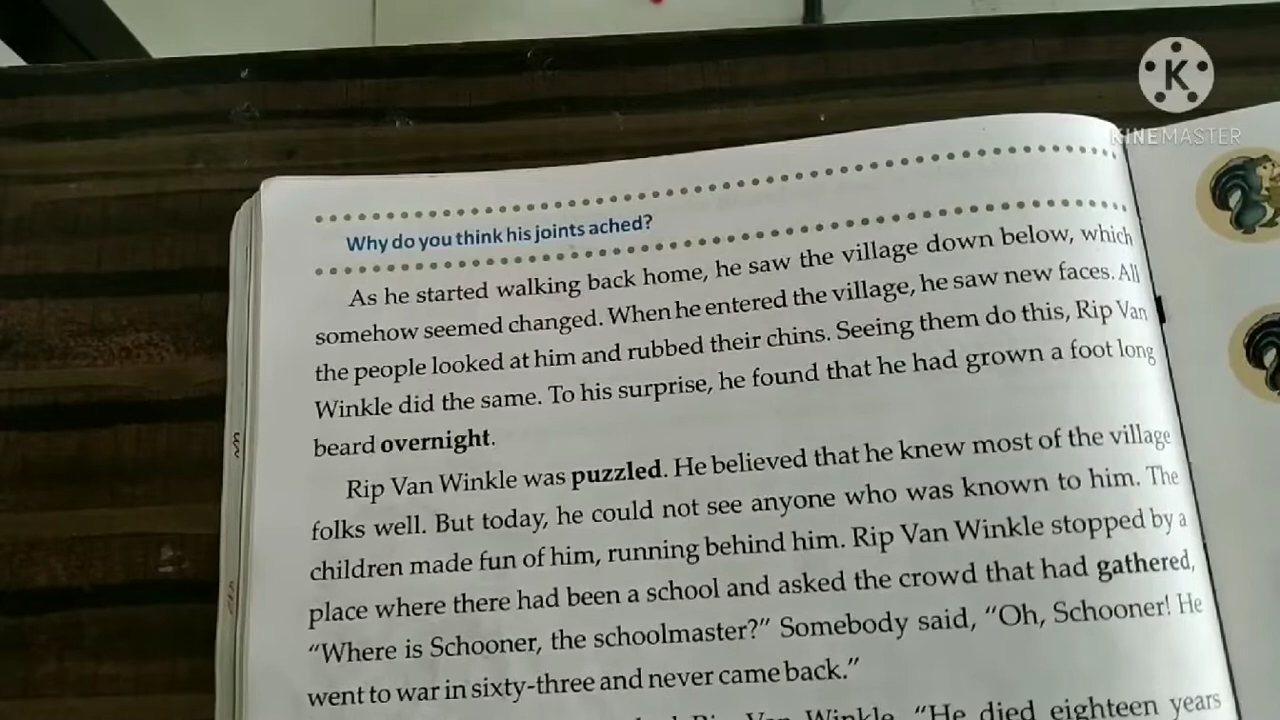 K
KINEMASTER
Why do you think his joints ached?
As he started walking back home, he saw the village down below, which
somehow seemed changed. When he entered the village, he saw new faces. All
the people looked at him and rubbed their chins. Seeing them do this, Rip Van
Winkle did the same. To his surprise, he found that he had grown a foot long
beard overnight.
Rip Van Winkle was puzzled. He believed that he knew most of the village
folks well. But today, he could not see anyone who was known to him. The
children made fun of him, running behind him. Rip Van Winkle stopped by a
place where there had been a school and asked the crowd that had gathered,
“Where is Schooner, the schoolmaster?” Somebody said, “Oh, Schooner! He
went to war in sixty-three and never came back.”
Rip Van Winkle, “He died eighteen years